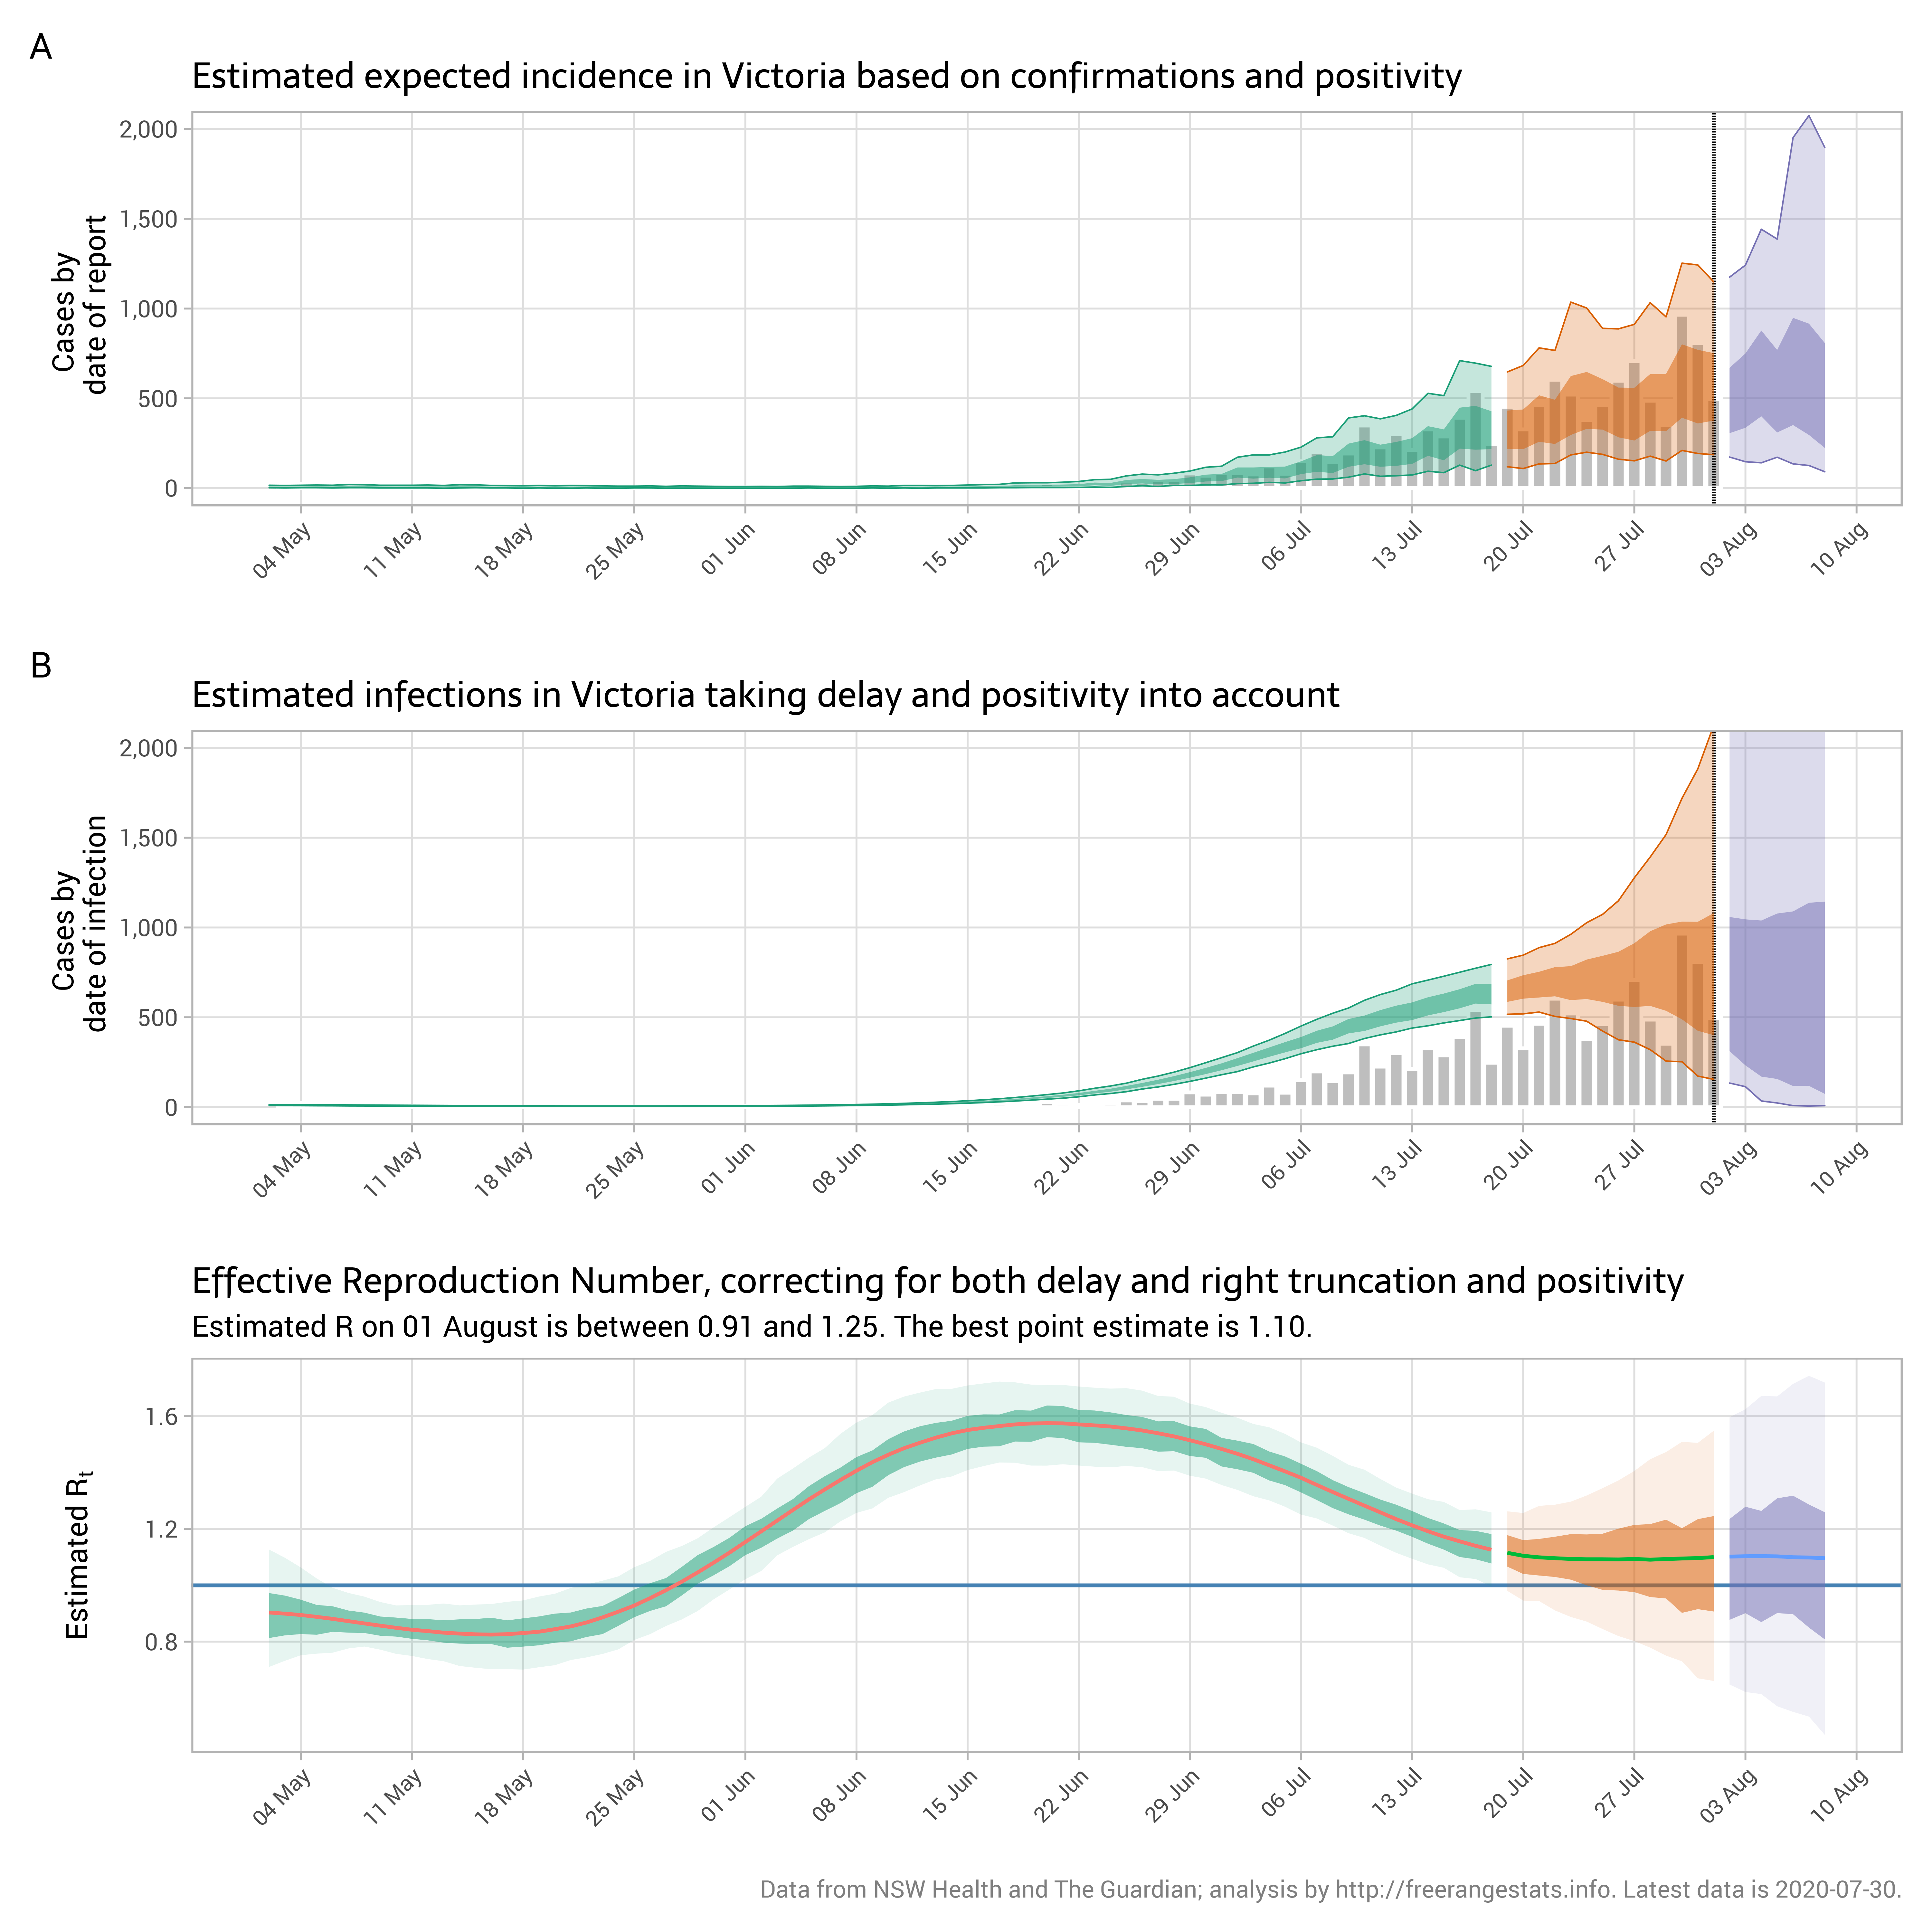 A
Estimated expected incidence in Victoria based on confirmations and positivity
Cases by
date of report
2,000
1,500
1,000
500
0
04 May
11 May
18 May
25 May
01 Jun
08 Jun
15 Jun
22 Jun
29 Jun
06 Jul
13 Jul
20 Jul
27 Jul
03 Aug
10 Aug
B
Estimated infections in Victoria taking delay and positivity into account
Cases by
date of infection
2,000
1,500
1,000
500
0
04 May
11 May
18 May
25 May
01 Jun
08 Jun
15 Jun
22 Jun
29 Jun
06 Jul
13 Jul
20 Jul
27 Jul
03 Aug
10 Aug
Effective Reproduction Number, correcting for both delay and right truncation and positivity
Estimated R on 01 August is between 0.91 and 1.25. The best point estimate is 1.10.
Estimated Rt
1.6
1.2
0.8
04 May
11 May
18 May
25 May
01 Jun
08 Jun
15 Jun
22 Jun
29 Jun
06 Jul
13 Jul
20 Jul
27 Jul
03 Aug
10 Aug
Data from NSW Health and The Guardian; analysis by http://freerangestats.info. Latest data is 2020-07-30.